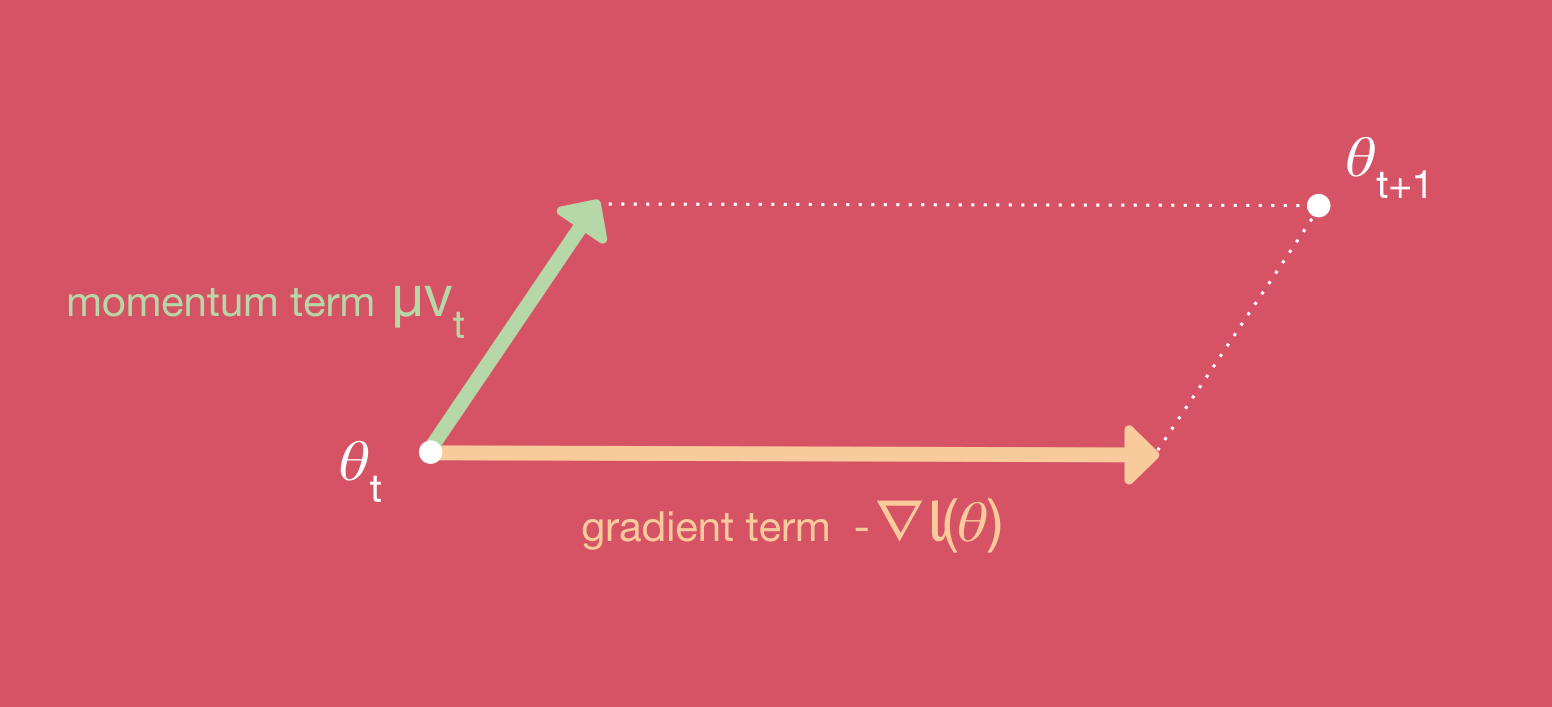 θt+1
momentum term μvt
θt
gradient term -∇l(θ)